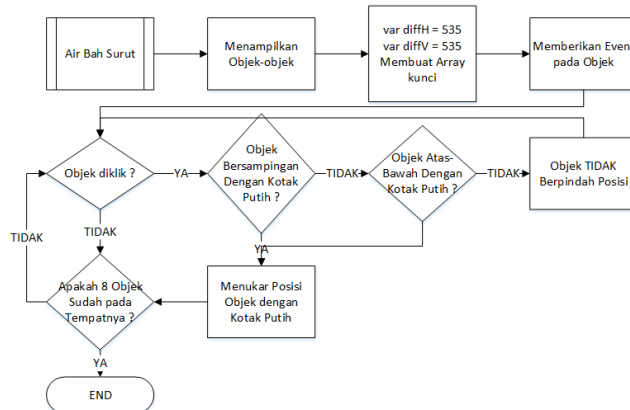 Air Bah Surut
Menampilkan
Objek-objek
var diffH = 535
var diffV = 535
Membuat Array
kunci
Memberikan Even
pada Objek
Objek diklik ?
YA
Objek
Bersampingan
Dengan Kotak
Putih ?
TIDAK
Objek Atas-
Bawah Dengan
Kotak Putih ?
TIDAK
Objek TIDAK
Berpindah Posisi
TIDAK
TIDAK
YA
Apakah 8 Objek
Sudah pada
Tempatnya ?
Menukar Posisi
Objek dengan
Kotak Putih
YA
END